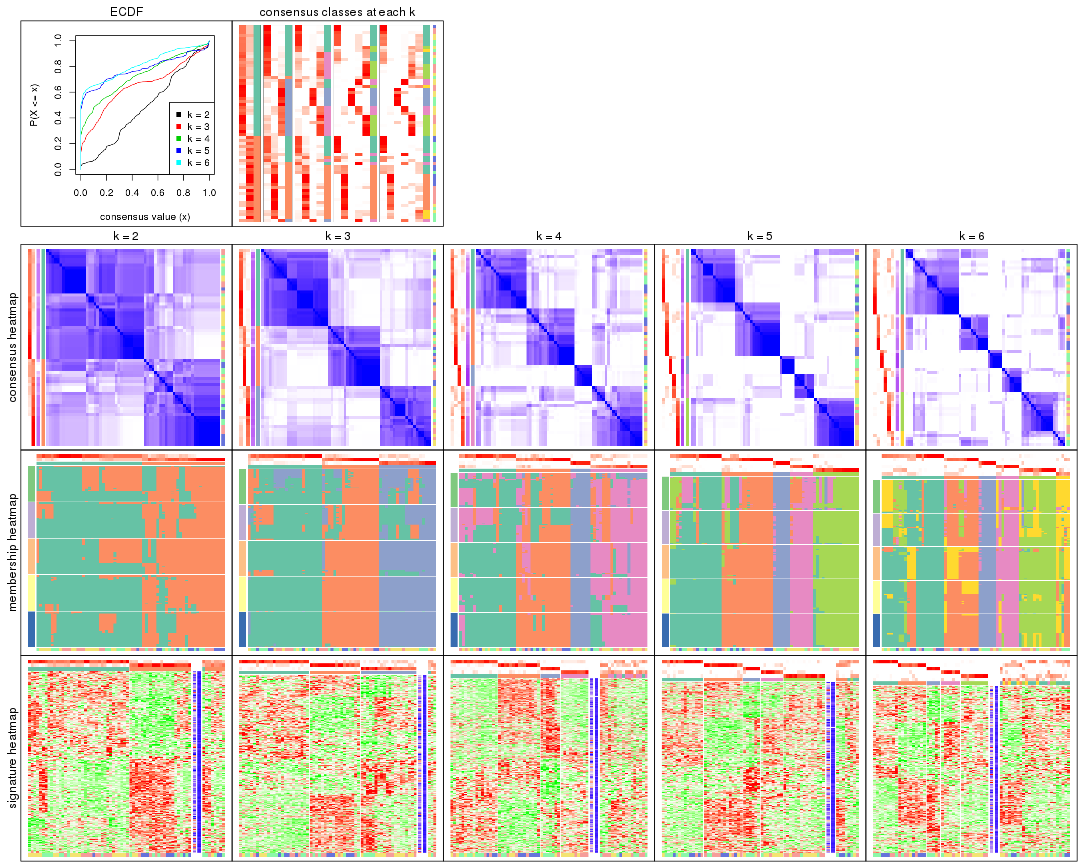 ECDF
consensus classes at each k
P(X <= x)
0.0 0.2 0.4 0.6 0.8 1.0
k = 2
k = 3
k = 4
k = 5
k = 6
0.0 0.2 0.4 0.6 0.8 1.0
consensus value (x)
k = 2 k = 3 k = 4 k = 5 k = 6
consensus heatmap
membership heatmap
signature heatmap